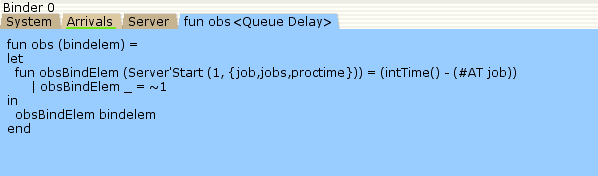 Binder 0
System Arrivals Server fun obs<Queue Delay>
fun obs (bindelem) =
let
fun obsBindElem (Server'Start (1, {job,jobs,proctime})) = (intTime() - (#AT job))
| obsBindElem _ = ~1
in
obsBindElem bindelem
end